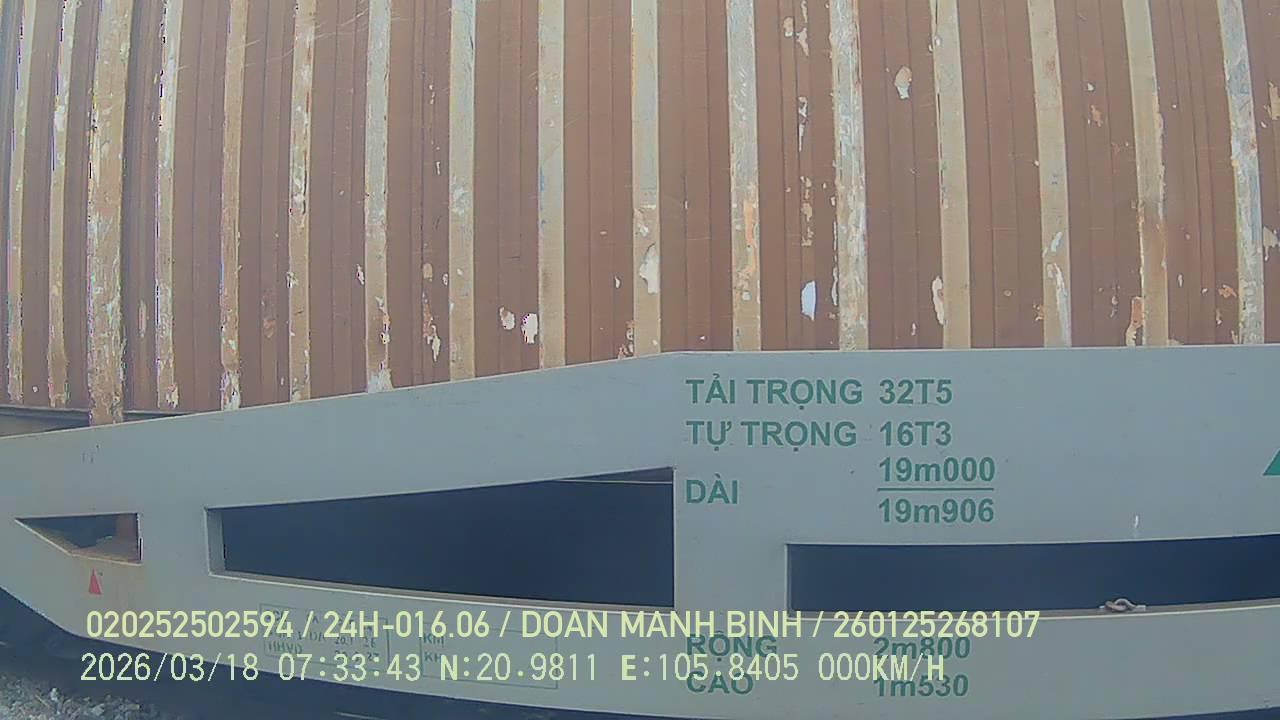 TẢI TRỌNG 32T5
TỰ TRỌNG 16T3
DÀI 19m000
19m906
020252502594 / 24H-016.06 / DOAN MANH BINH / 260125268107
RỘNG 2m800
2026/03/18 07:33:43 N:20.9811 E:105.8405 000KM/H
CAO 1m530